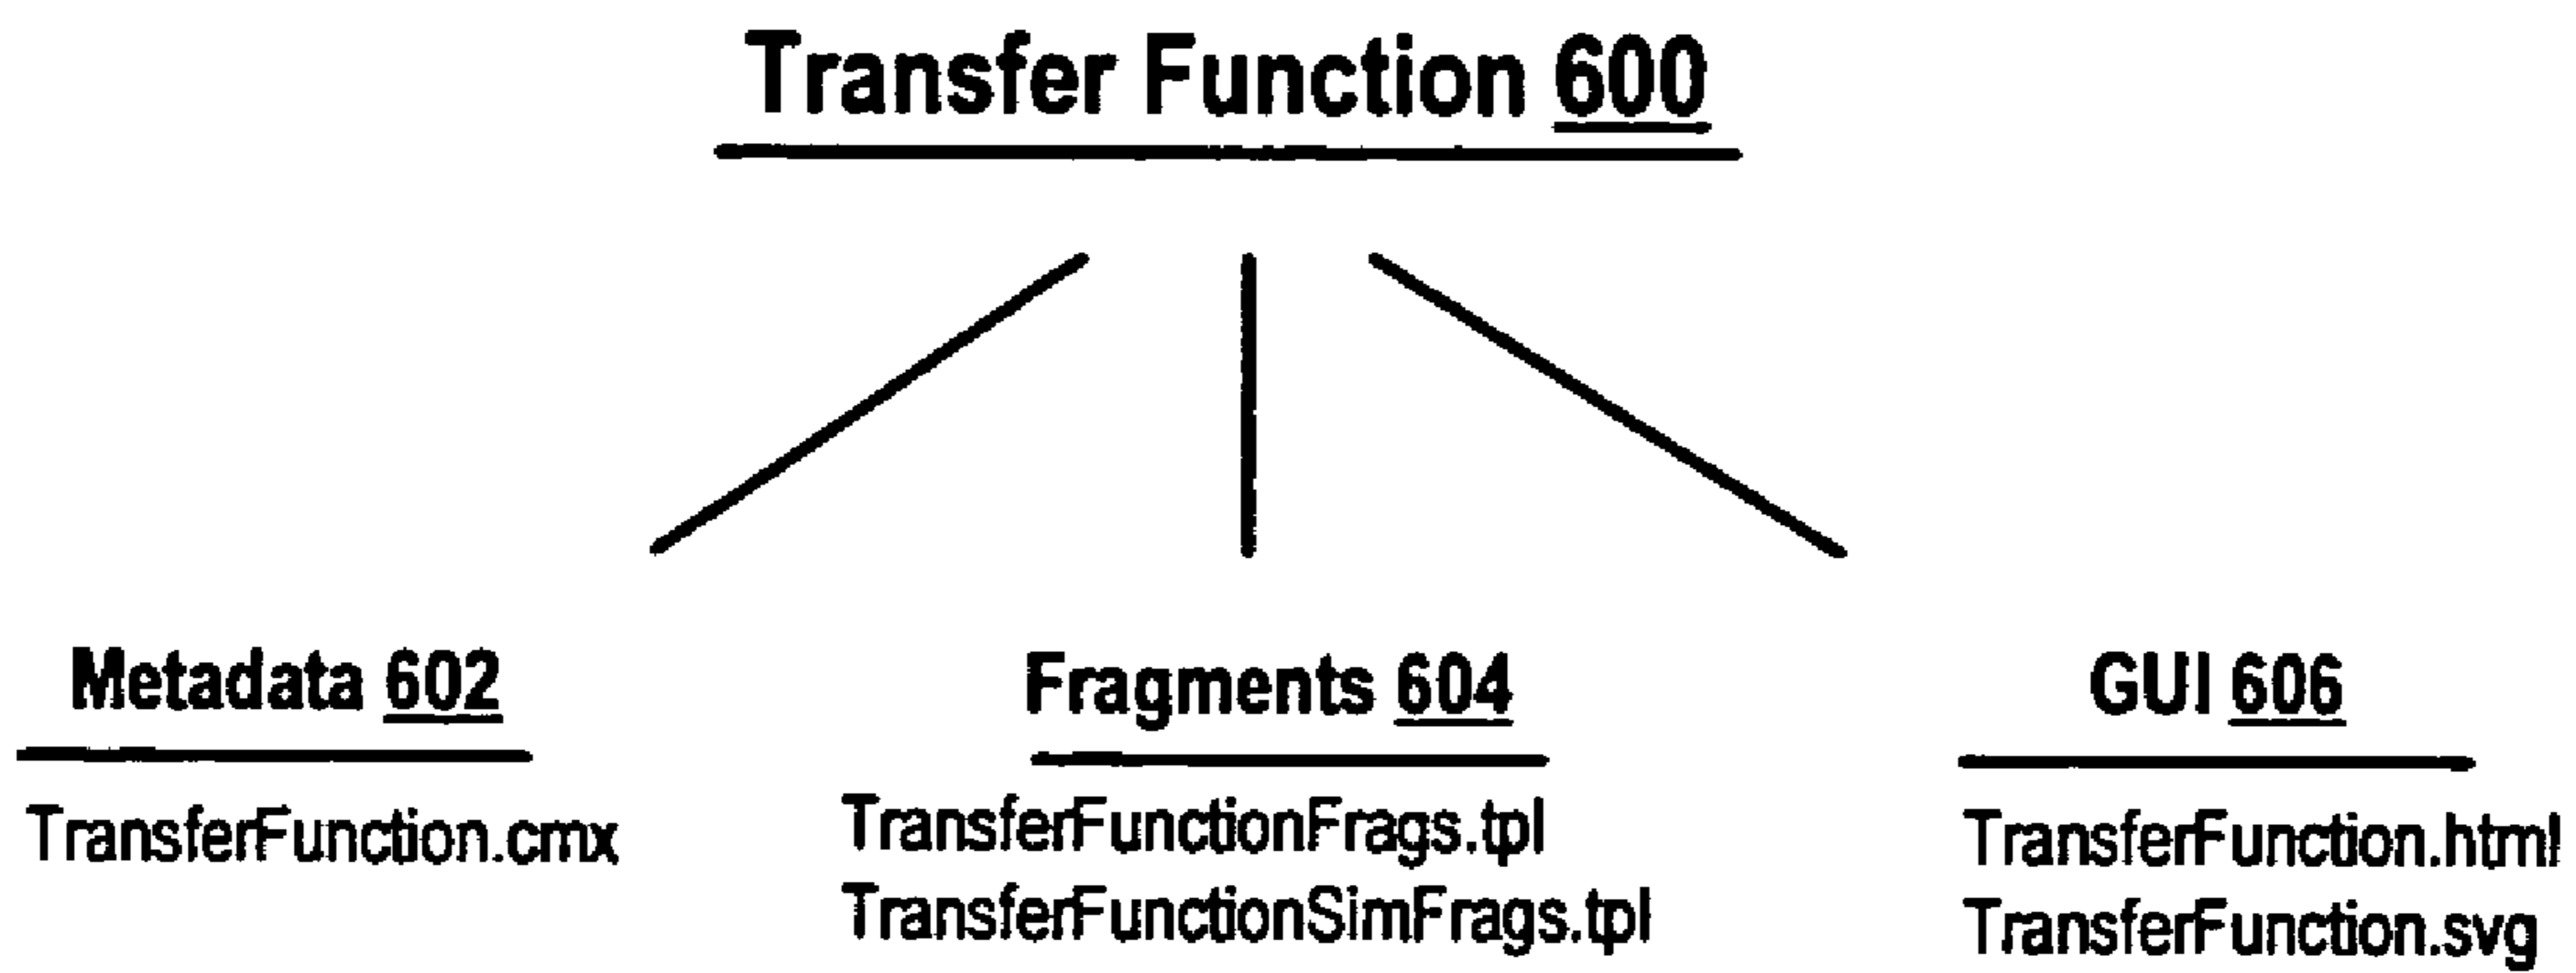 Transfer Function 600
Metadata 602
TransferFunction.cmx
Fragments 604
TransferFunctionFrags.tpl
TransferFunctionSimFrags.tpl
GUI 606
TransferFunction.html
TransferFunction.svg